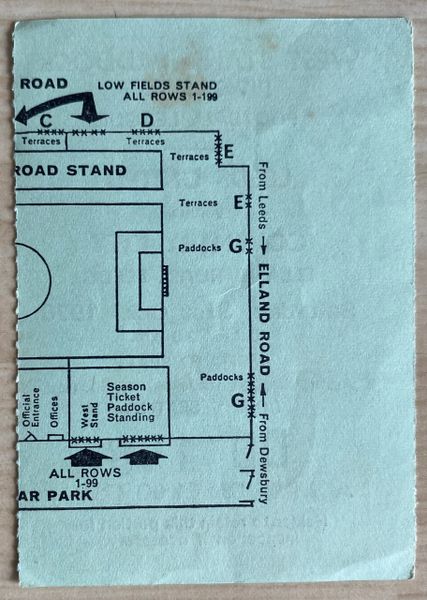 ROAD
LOW FIELDS STAND
ALL ROWS 1-199
C
D
Terraces
Terraces
Terraces
E
ROAD STAND
From Leeds
Terraces
E
Paddocks
G
ELLAND ROAD
Paddocks
G
From Dewsbury
Official
Entrance
Offices
West
Stand
Season
Ticket
Paddock
Standing
ALL ROWS
1-99
AR PARK